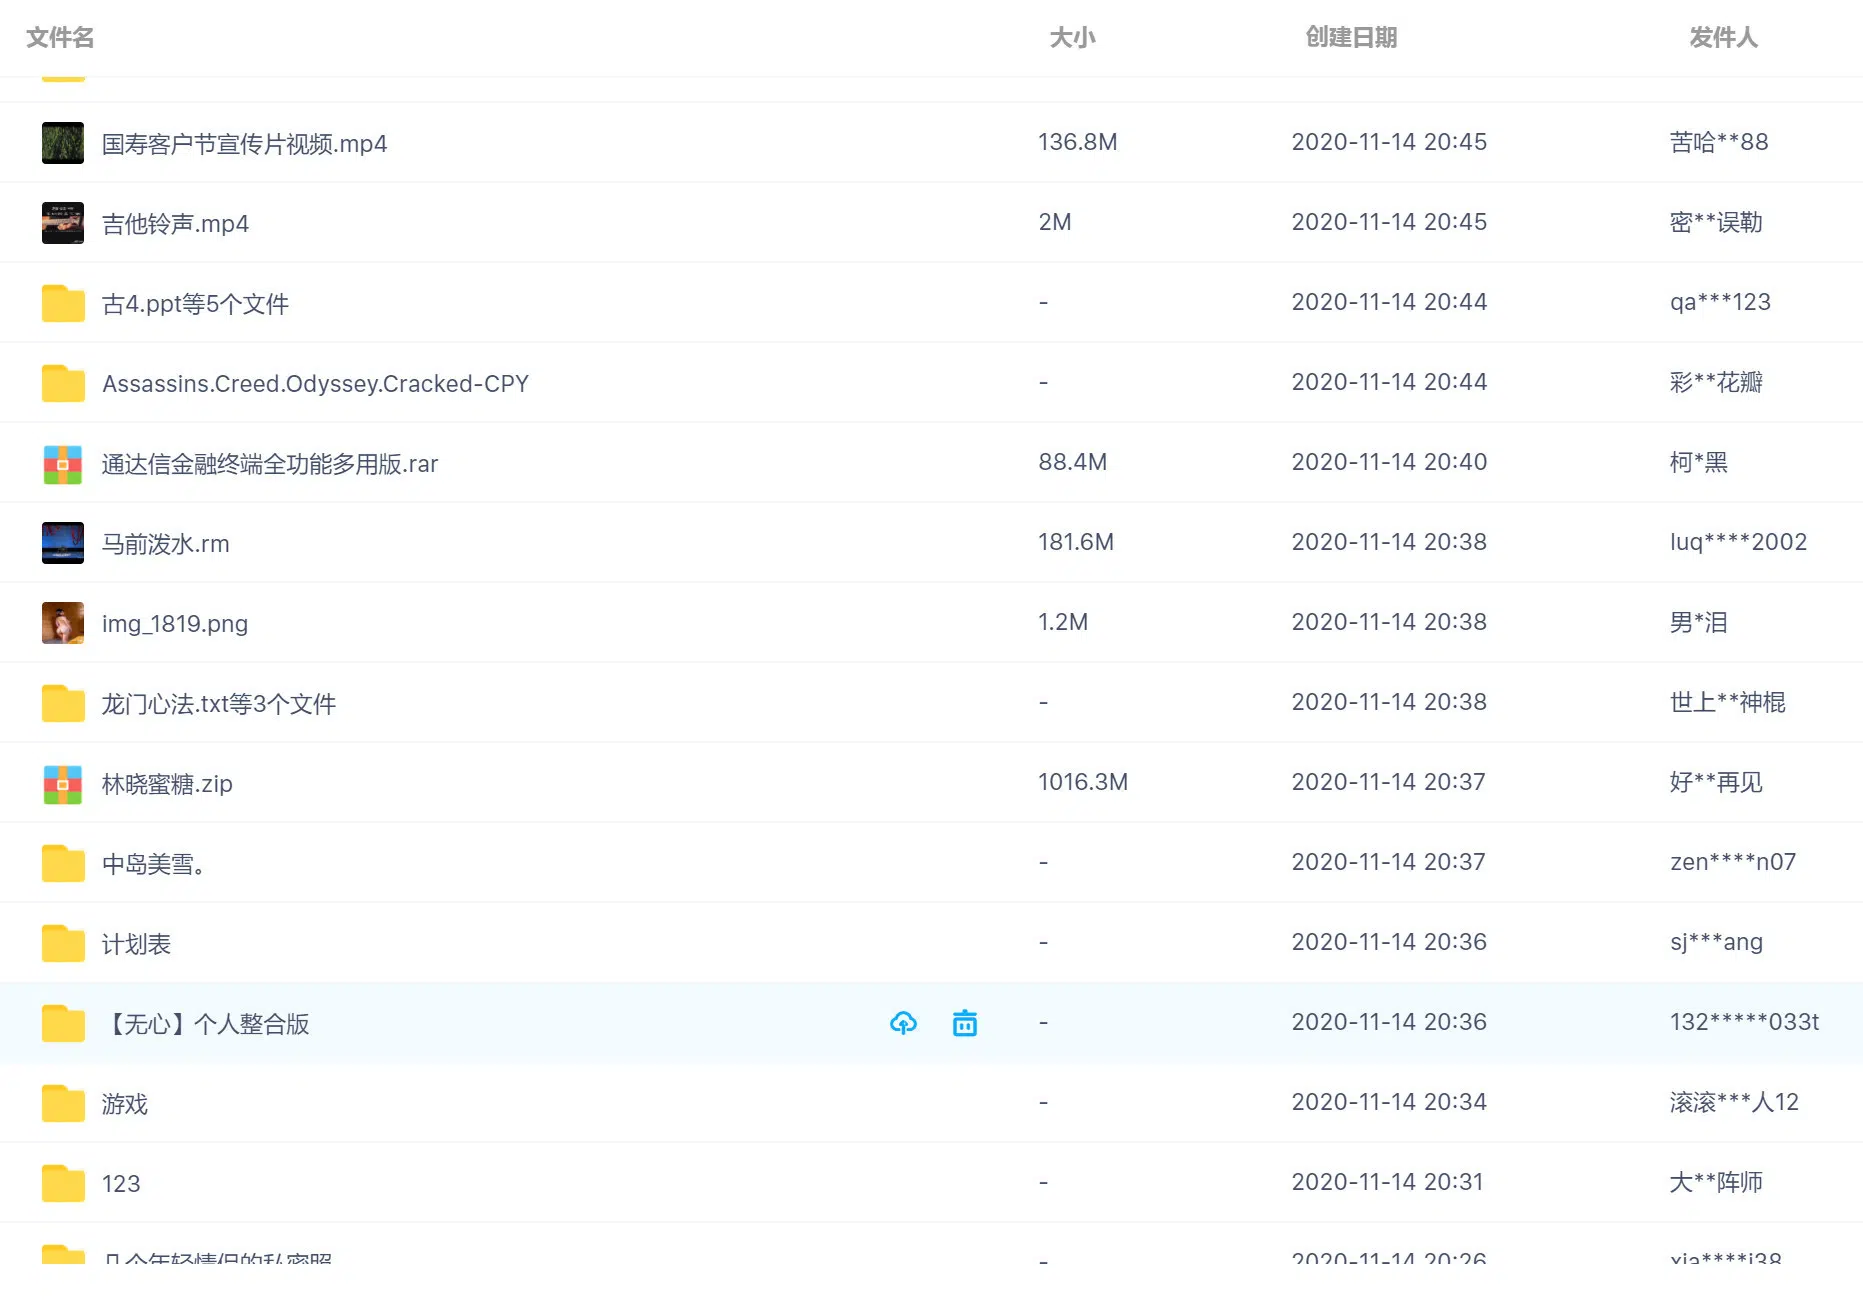 文件名 大小 创建日期 发件人
国寿客户节宣传片视频.mp4 136.8M 2020-11-14 20:45 苦哈**88
吉他铃声.mp4 2M 2020-11-14 20:45 密**误勒
古4.ppt等5个文件 - 2020-11-14 20:44 qa***123
Assassins.Creed.Odyssey.Cracked-CPY - 2020-11-14 20:44 彩**花瓣
通达信金融终端全功能多用版.rar 88.4M 2020-11-14 20:40 柯*黑
马前泼水.rm 181.6M 2020-11-14 20:38 luq****2002
img_1819.png 1.2M 2020-11-14 20:38 男*泪
龙门心法.txt等3个文件 - 2020-11-14 20:38 世上**神棍
林晓蜜糖.zip 1016.3M 2020-11-14 20:37 好**再见
中岛美雪。 - 2020-11-14 20:37 zen****n07
计划表 - 2020-11-14 20:36 sj***ang
【无心】个人整合版 - 2020-11-14 20:36 132*****033t
游戏 - 2020-11-14 20:34 滚滚***人12
123 - 2020-11-14 20:31 大**阵师
几个年轻情侣的私密照 - 2020-11-14 20:26 xia****i38